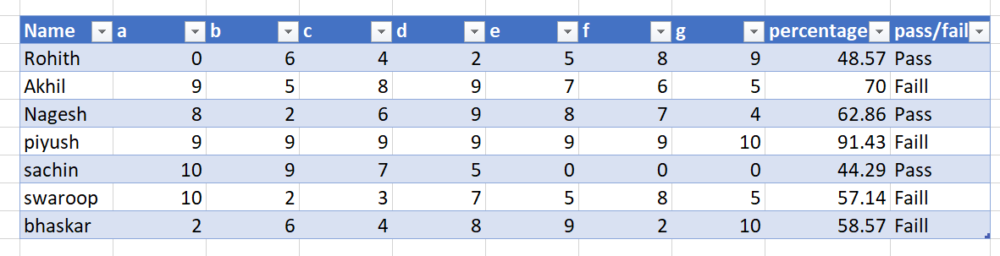 Name a b c d e f g percentage pass/fail
Rohith 0 6 4 2 5 8 9 48.57 Pass
Akhil 9 5 8 9 7 6 5 70 Faill
Nagesh 8 2 6 9 8 7 4 62.86 Pass
piyush 9 9 9 9 9 9 10 91.43 Faill
sachin 10 9 7 5 0 0 0 44.29 Pass
swaroop 10 2 3 7 5 8 5 57.14 Faill
bhaskar 2 6 4 8 9 2 10 58.57 Faill